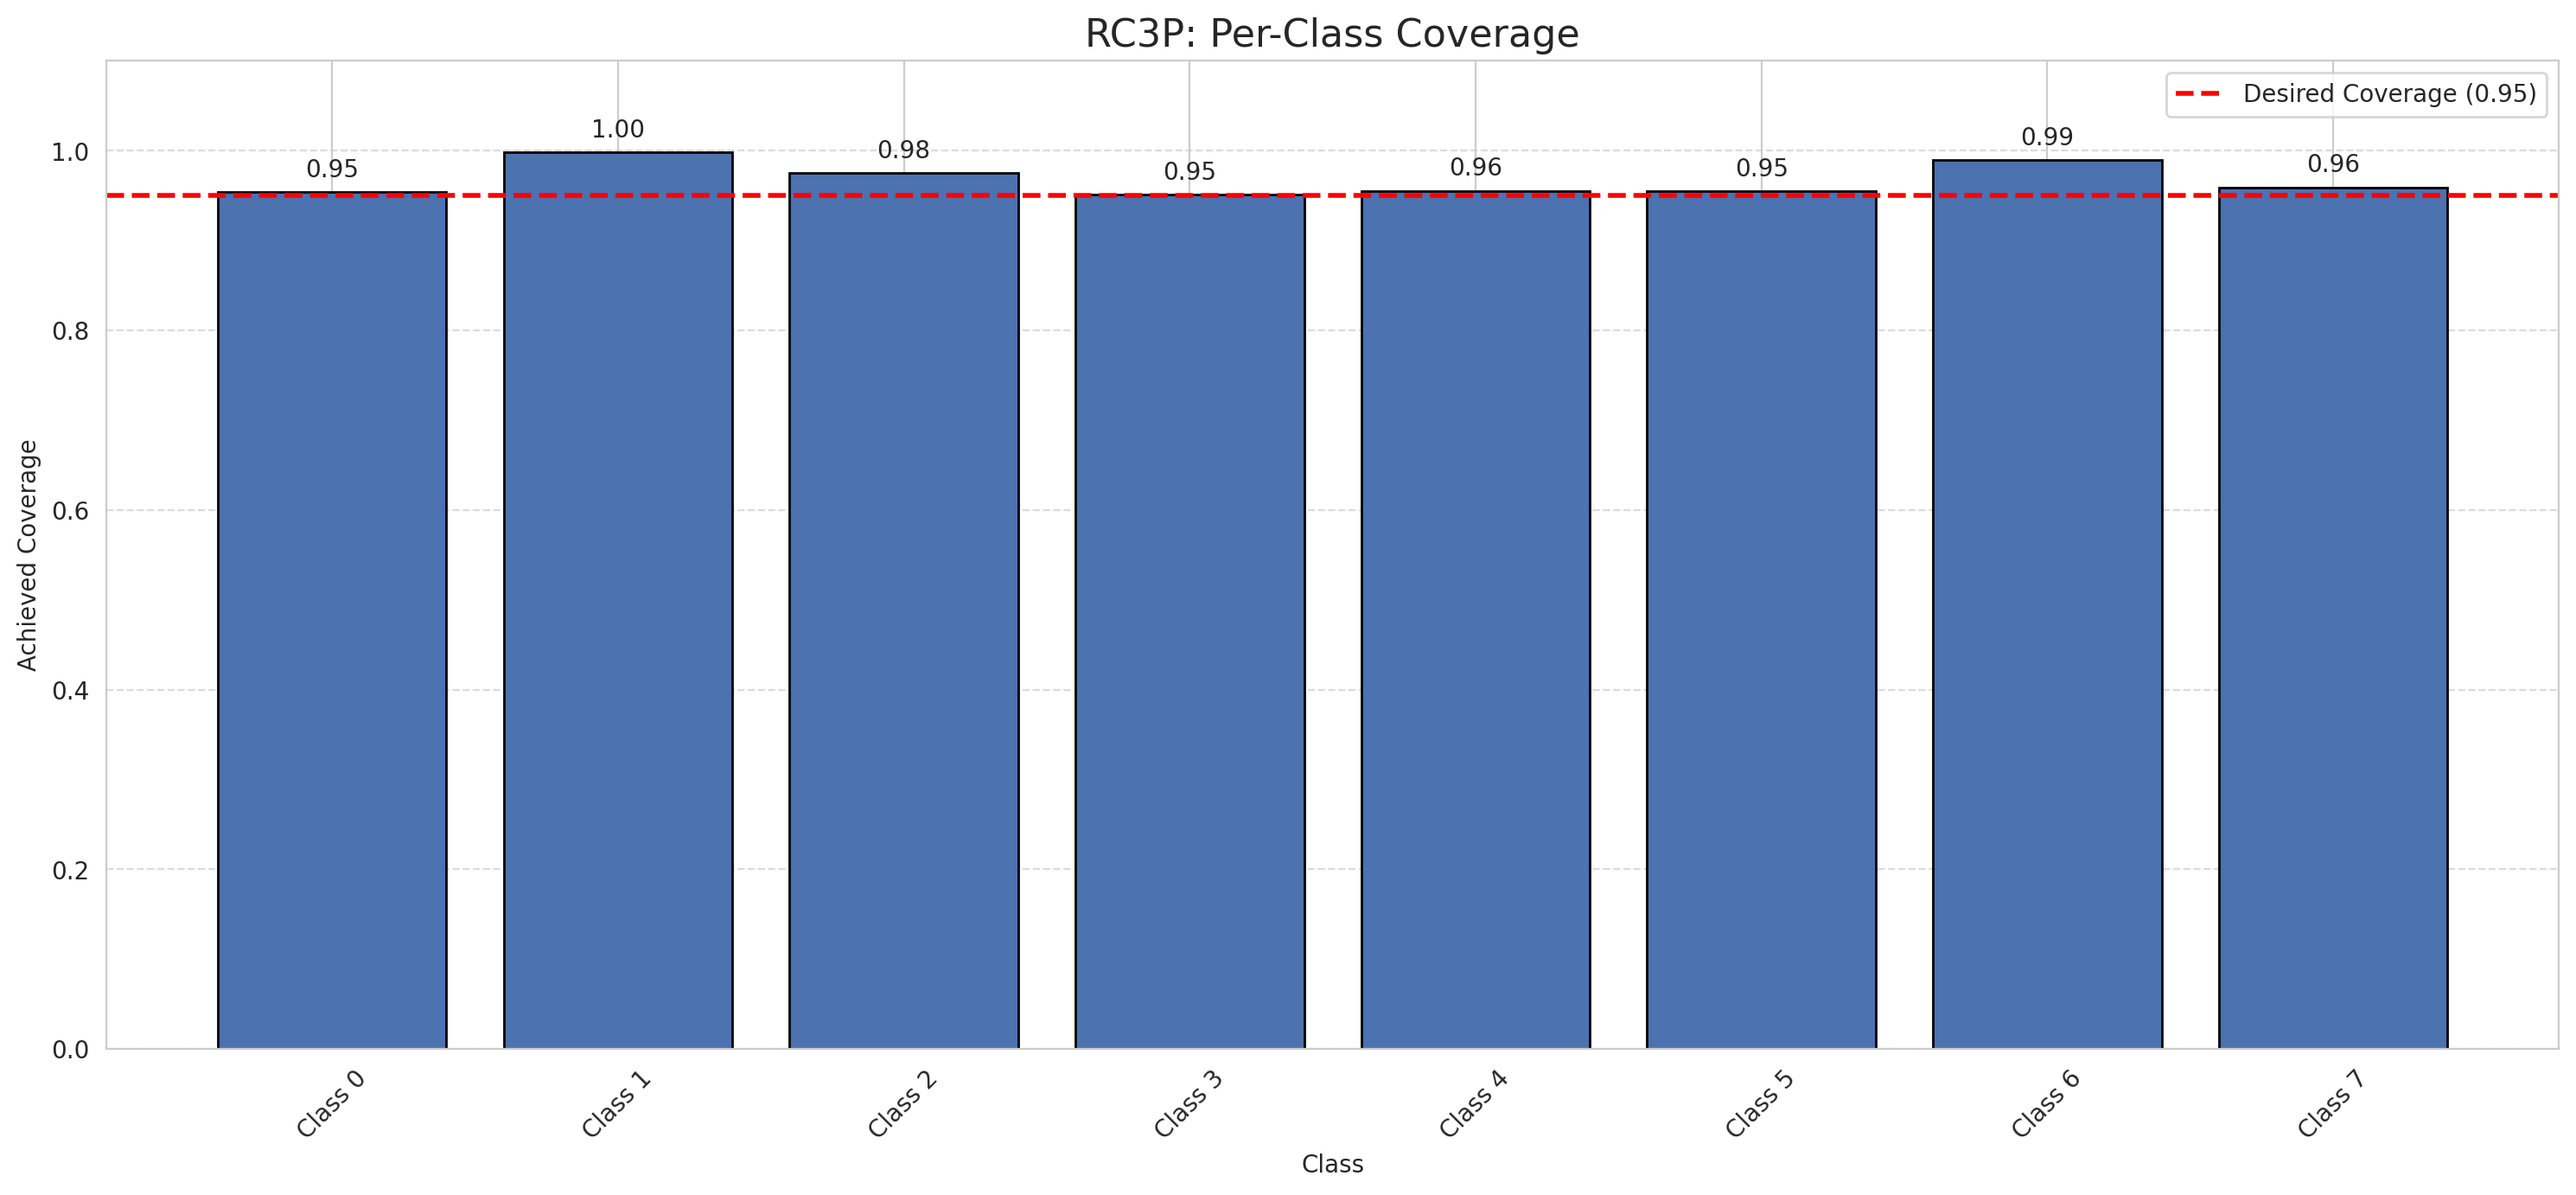 RC3P: Per-Class Coverage
Desired Coverage (0.95)
Achieved Coverage
1.0
0.8
0.6
0.4
0.2
0.0
0.95
1.00
0.98
0.95
0.96
0.95
0.99
0.96
Class 0
Class 1
Class 2
Class 3
Class 4
Class 5
Class 6
Class 7
Class